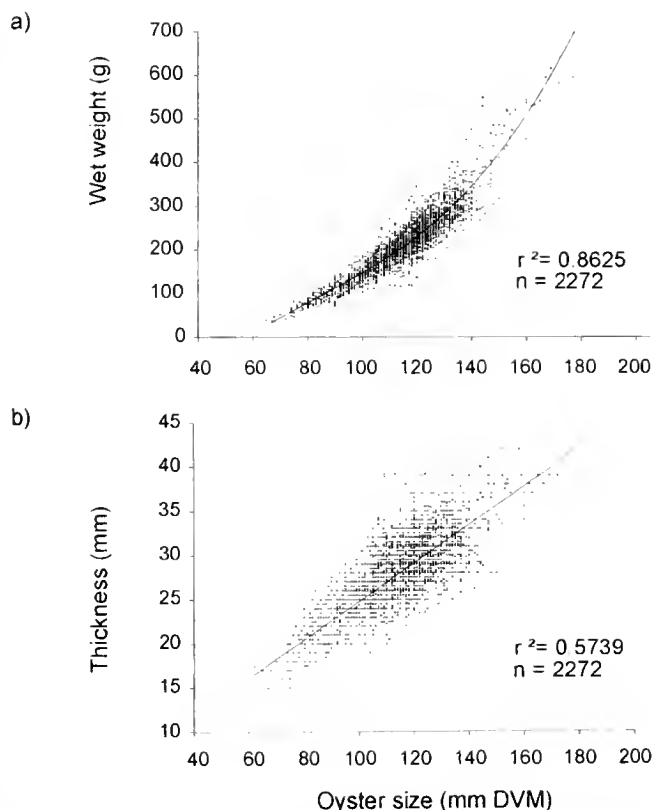 a)
Wet weight (g)
700
600
500
400
300
200
100
0
r ²= 0.8625
n = 2272
40 60 80 100 120 140 160 180 200
b)
Thickness (mm)
45
40
35
30
25
20
15
10
r ²= 0.5739
n = 2272
40 60 80 100 120 140 160 180 200
Oyster size (mm DVM)